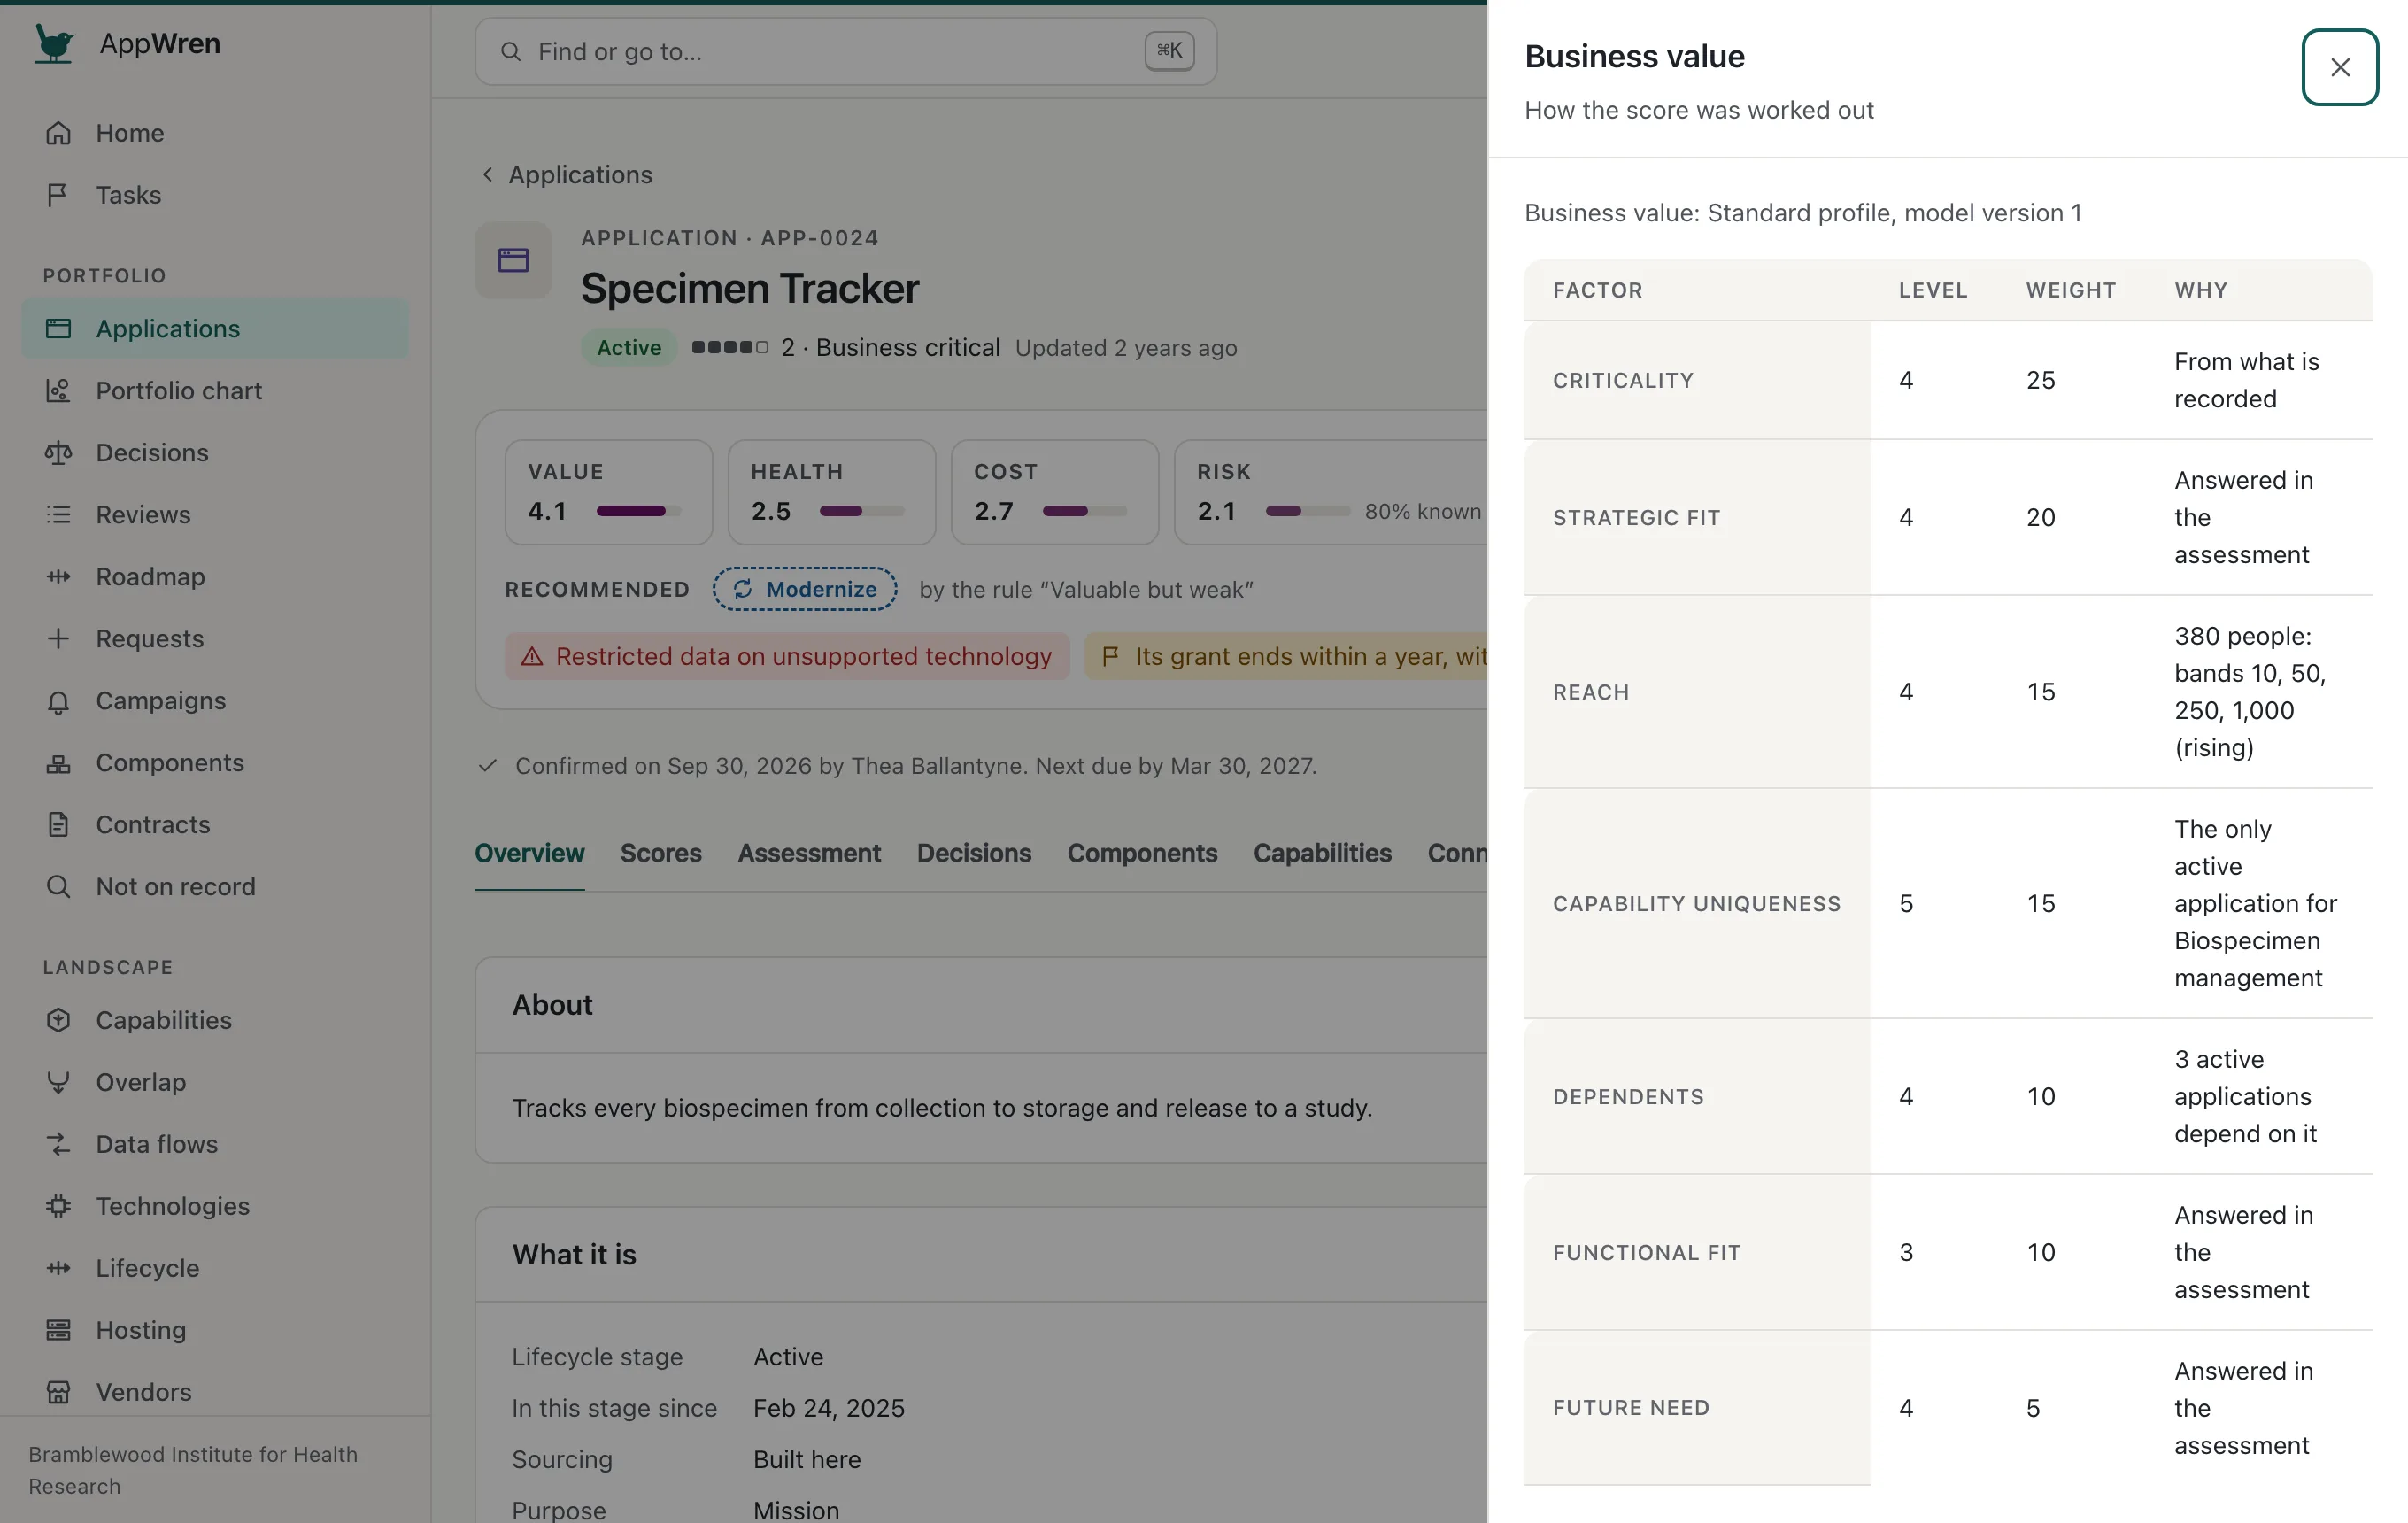 AppWren
Home
Tasks
PORTFOLIO
Applications
Portfolio chart
Decisions
Reviews
Roadmap
Requests
Campaigns
Components
Contracts
Not on record
LANDSCAPE
Capabilities
Overlap
Data flows
Technologies
Lifecycle
Hosting
Vendors
Bramblewood Institute for Health
Research
Find or go to...
⌘K
Applications
APPLICATION · APP-0024
Specimen Tracker
Active 2 · Business critical Updated 2 years ago
VALUE
4.1
HEALTH
2.5
COST
2.7
RISK
2.1 80% known
RECOMMENDED Modernize by the rule “Valuable but weak”
Restricted data on unsupported technology
Its grant ends within a year, wit
Confirmed on Sep 30, 2026 by Thea Ballantyne. Next due by Mar 30, 2027.
Overview Scores Assessment Decisions Components Capabilities Conn
About
Tracks every biospecimen from collection to storage and release to a study.
What it is
Lifecycle stage Active
In this stage since Feb 24, 2025
Sourcing Built here
Purpose Mission
Business value
How the score was worked out
Business value: Standard profile, model version 1
FACTOR LEVEL WEIGHT WHY
CRITICALITY 4 25 From what is
recorded
STRATEGIC FIT 4 20 Answered in
the
assessment
REACH 4 15 380 people:
bands 10, 50,
250, 1,000
(rising)
CAPABILITY UNIQUENESS 5 15 The only
active
application for
Biospecimen
management
DEPENDENTS 4 10 3 active
applications
depend on it
FUNCTIONAL FIT 3 10 Answered in
the
assessment
FUTURE NEED 4 5 Answered in
the
assessment